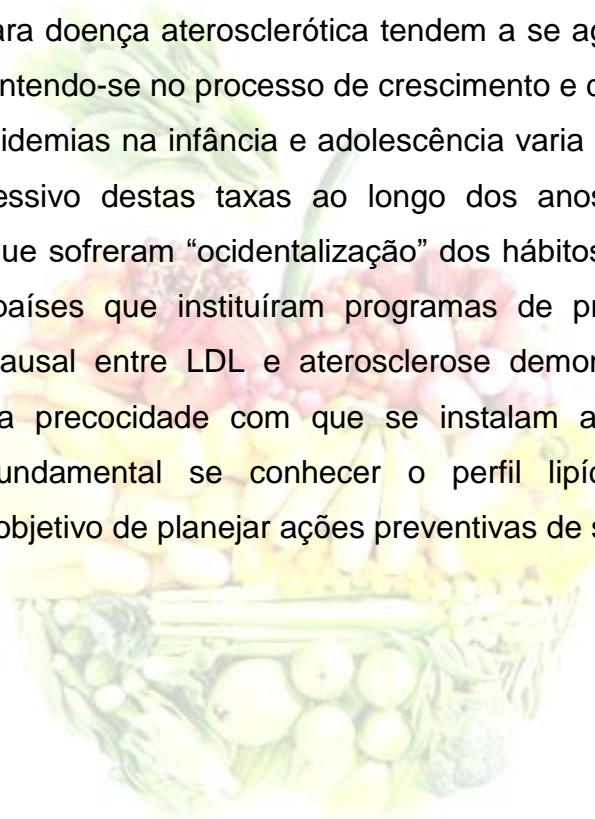 ara doença aterosclerótica tendem a se ag
ntendo-se no processo de crescimento e
idemias na infância e adolescência varia
essivo destas taxas ao longo dos anos
ue sofreram “ocidentalização” dos hábitos
países que instituíram programas de pr
ausal entre LDL e aterosclerose demor
a precocidade com que se instalam a
undamental se conhecer o perfil lipíd
objetivo de planejar ações preventivas de s